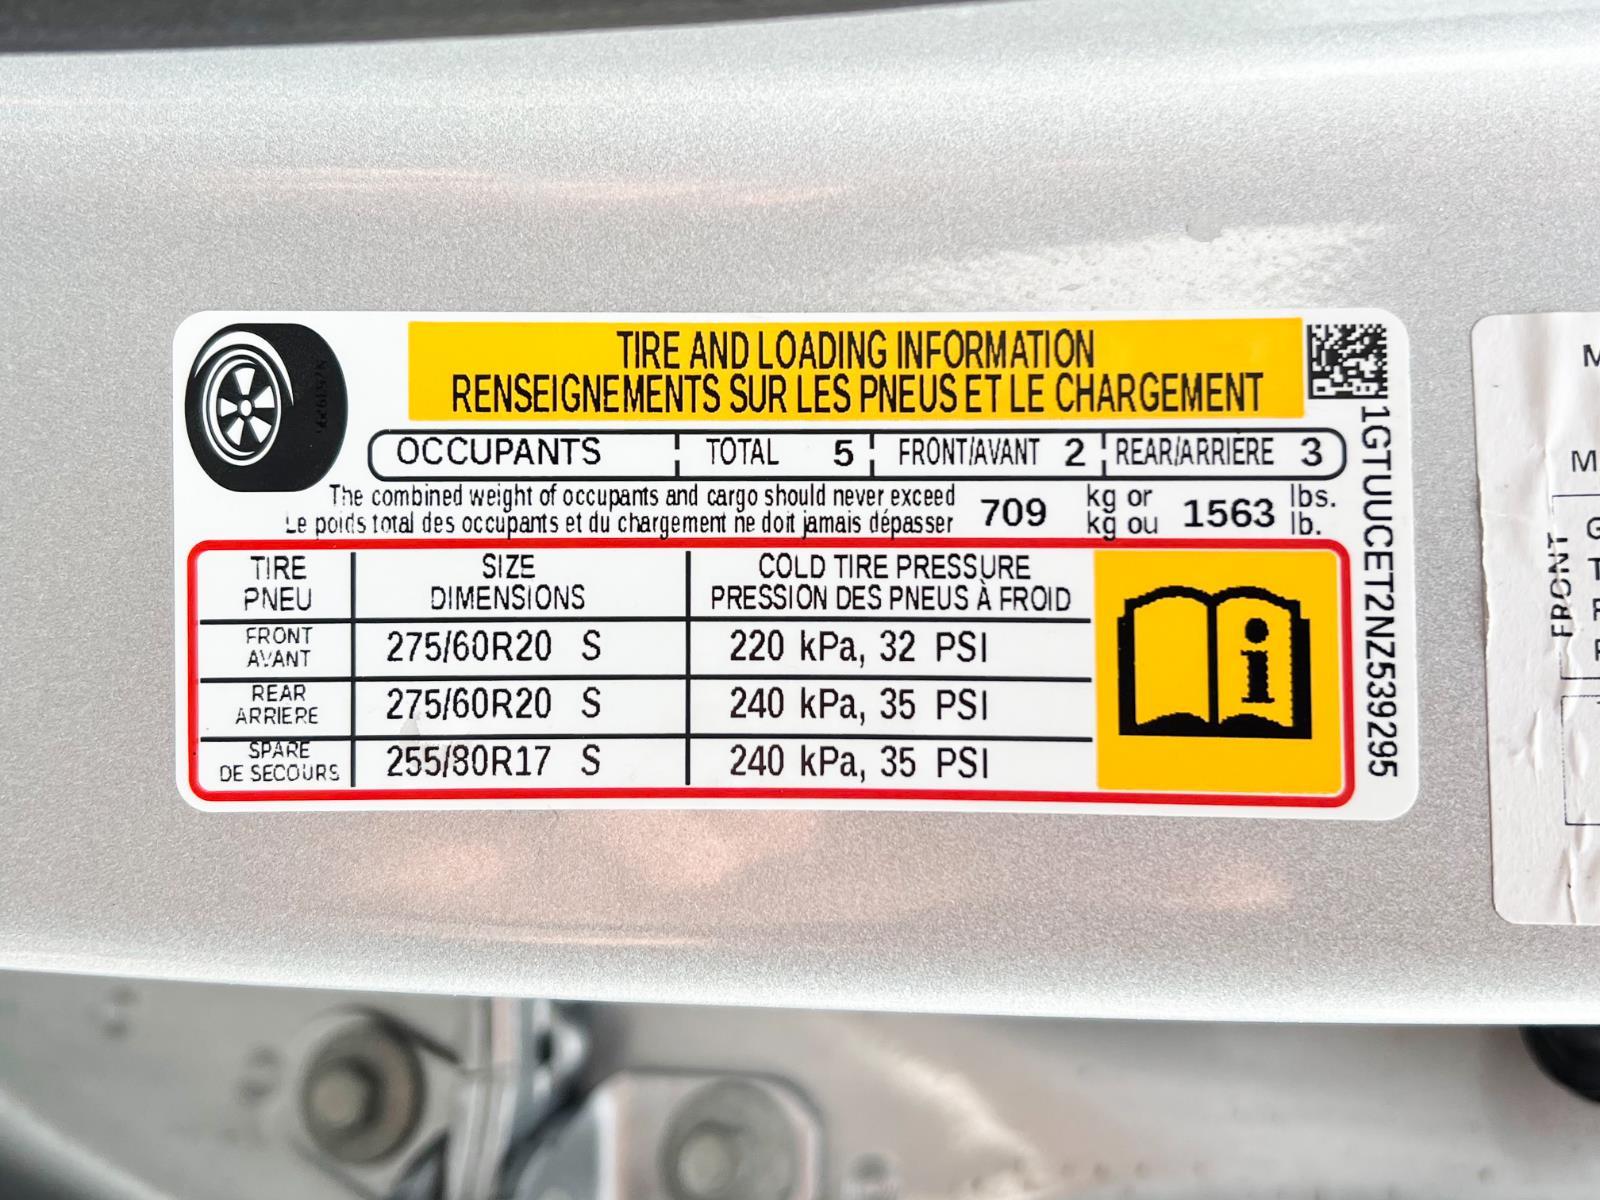 TIRE AND LOADING INFORMATION
RENSEIGNEMENTS SUR LES PNEUS ET LE CHARGEMENT
OCCUPANTS TOTAL 5 FRONT/AVANT 2 REAR/ARRIÈRE 3
The combined weight of occupants and cargo should never exceed 709 kg or 1563 lbs.
Le poids total des occupants et du chargement ne doit jamais dépasser kg ou lb.
TIRE SIZE COLD TIRE PRESSURE
PNEU DIMENSIONS PRESSION DES PNEUS À FROID
FRONT AVANT 275/60R20 S 220 kPa, 32 PSI
REAR ARRIERE 275/60R20 S 240 kPa, 35 PSI
SPARE DE SECOURS 255/80R17 S 240 kPa, 35 PSI
i
1GTUUCET2NZ539295
FRONT